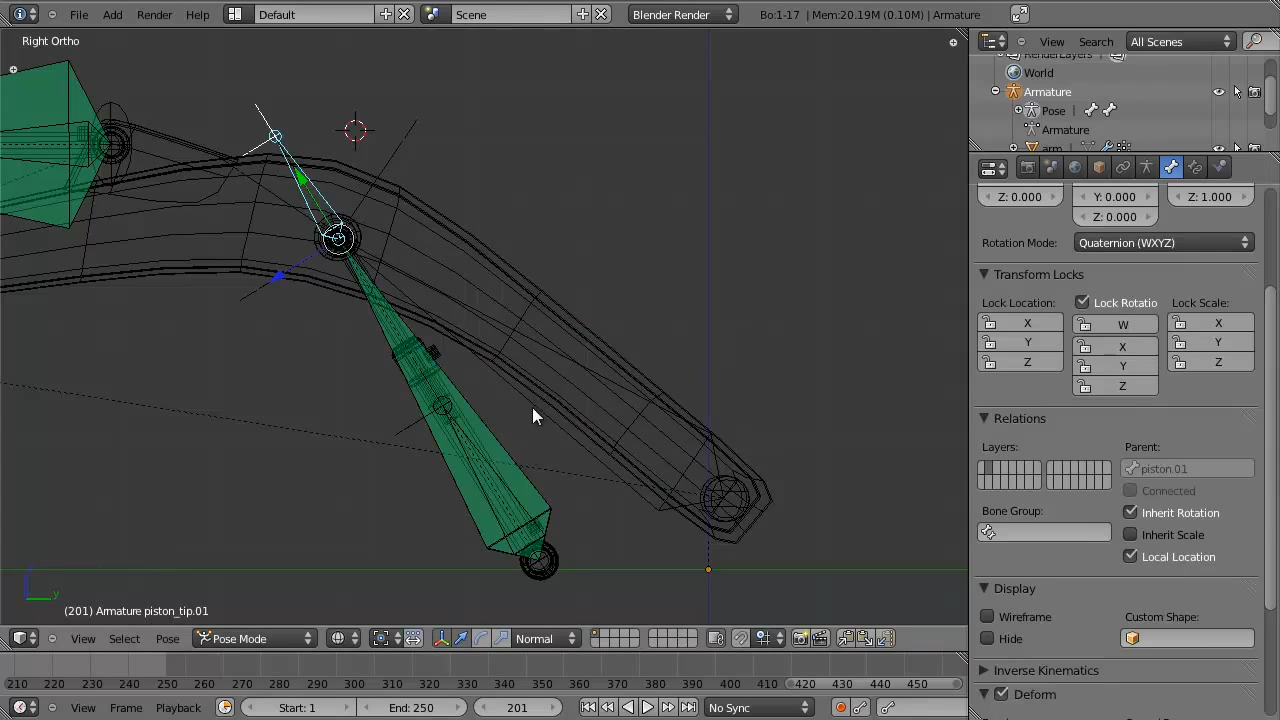 File Add Render Help Default Scene Blender Render Bo:1-17 | Mem:20.19M (0.10M) | Armature
Right Ortho
View Search All Scenes
RenderLayers
World
Armature
Pose
Armature
arm
Z: 0.000 Y: 0.000 Z: 1.000
Z: 0.000
Rotation Mode: Quaternion (WXYZ)
Transform Locks
Lock Location: Lock Rotatio Lock Scale:
X W X
Y X Y
Z Y Z
Z
Relations
Layers: Parent:
piston.01
Connected
Bone Group: Inherit Rotation
Inherit Scale
Local Location
Display
Wireframe Custom Shape:
Hide
Inverse Kinematics
Deform
z y
(201) Armature piston_tip.01
View Select Pose Pose Mode Normal
210 220 230 240 250 260 270 280 290 300 310 320 330 340 350 360 370 380 390 400 410 420 430 440 450
View Frame Playback Start: 1 End: 250 201 No Sync